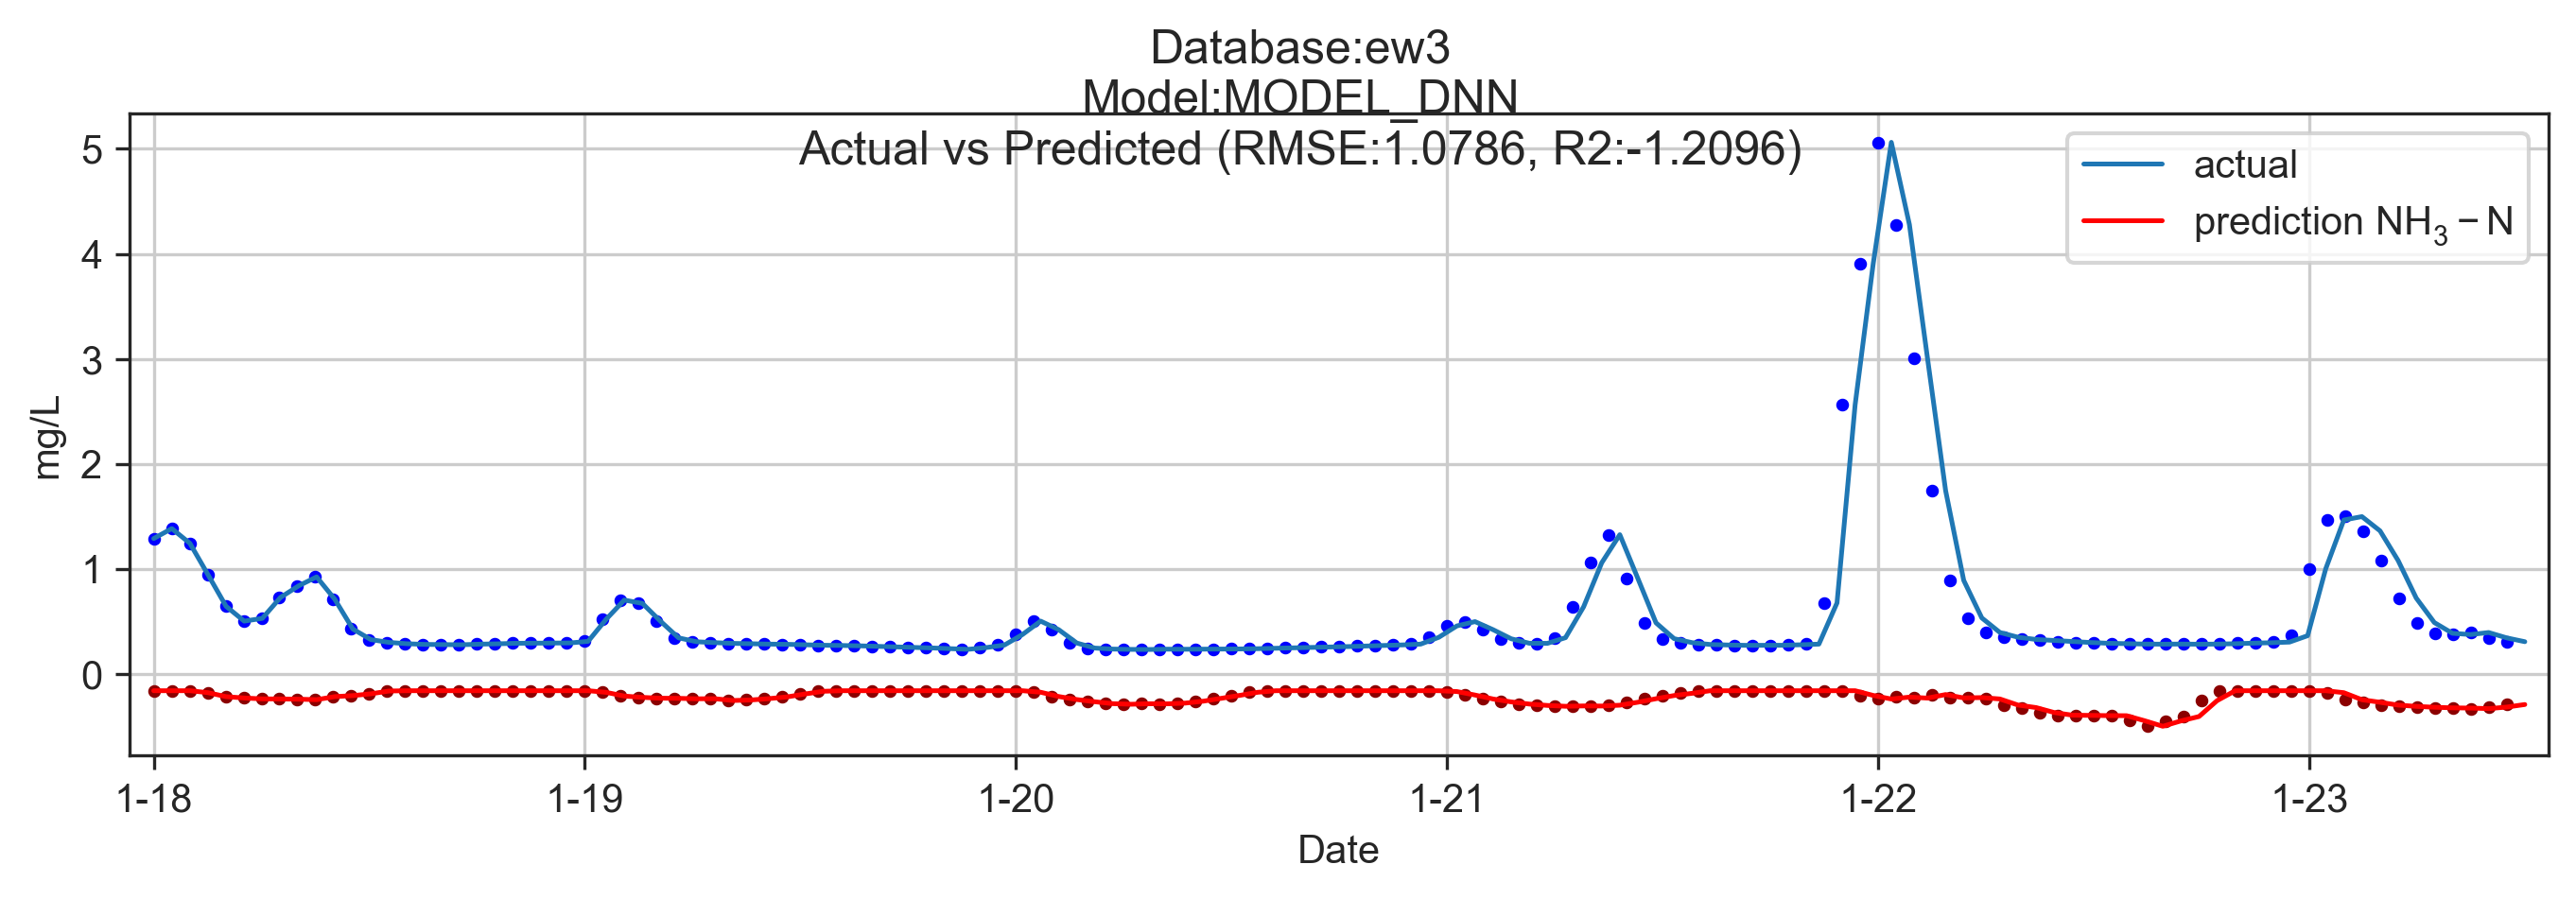 Database:ew3
Model:MODEL_DNN
Actual vs Predicted (RMSE:1.0786, R2:-1.2096)
actual
prediction NH₃ − N
mg/L
5
4
3
2
1
0
1-18 1-19 1-20 1-21 1-22 1-23
Date